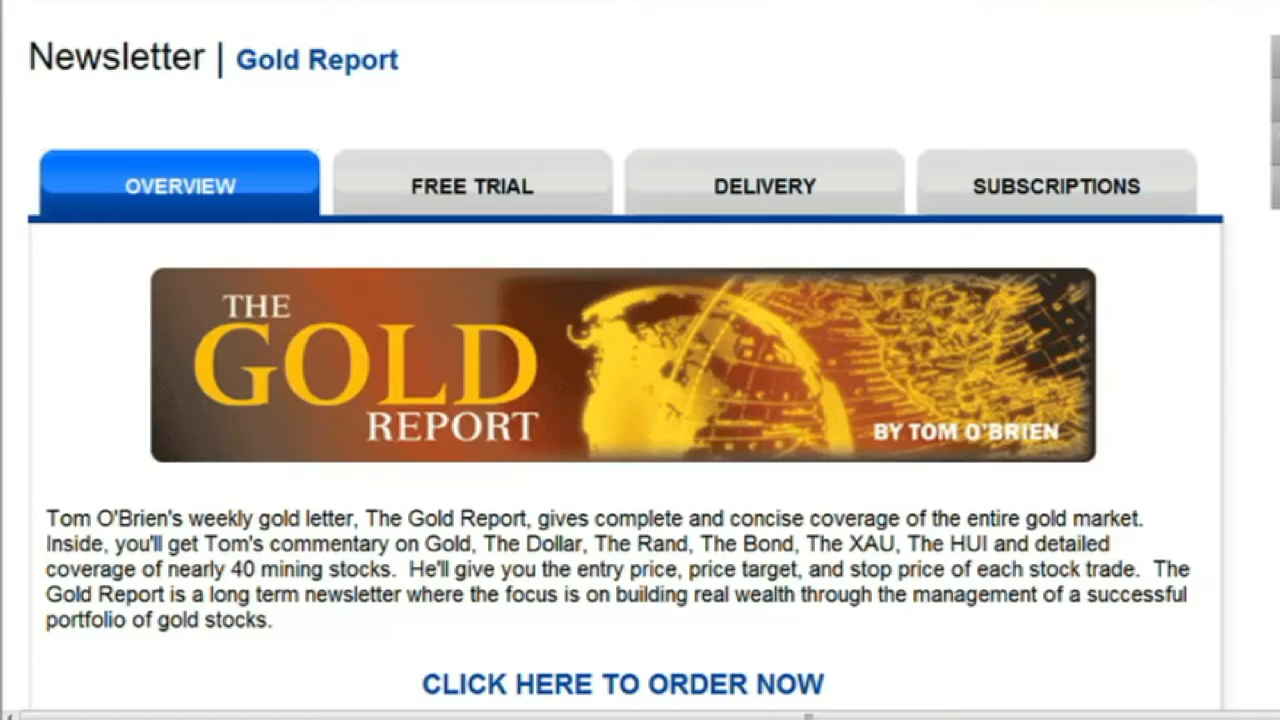 Newsletter | Gold Report
OVERVIEW
FREE TRIAL
DELIVERY
SUBSCRIPTIONS
THE
GOLD
REPORT
BY TOM O'BRIEN
Tom O'Brien's weekly gold letter, The Gold Report, gives complete and concise coverage of the entire gold market.
Inside, you'll get Tom's commentary on Gold, The Dollar, The Rand, The Bond, The XAU, The HUI and detailed
coverage of nearly 40 mining stocks.  He'll give you the entry price, price target, and stop price of each stock trade.  The
Gold Report is a long term newsletter where the focus is on building real wealth through the management of a successful
portfolio of gold stocks.
CLICK HERE TO ORDER NOW